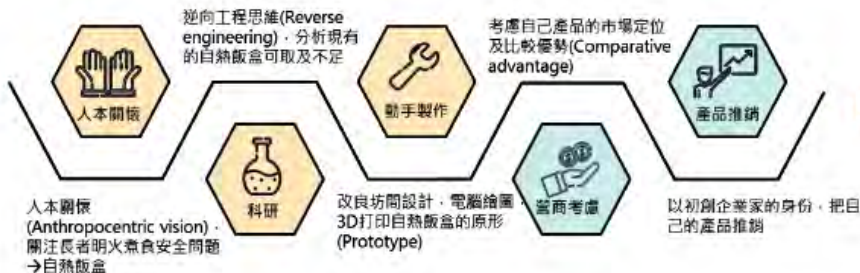 逆向工程思維(Reverse
engineering)，分析現有
的自熱飯盒可取及不足
考慮自己產品的市場定位
及比較優勢(Comparative
advantage)
人本關懷
動手製作
產品推銷
科研
營商考慮
人本關懷
(Anthropocentric vision)，
關注長者明火煮食安全問題
→自熱飯盒
改良坊間設計，電腦繪圖，
3D打印自熱飯盒的原形
(Prototype)
以初創企業家的身份，把自
己的產品推銷